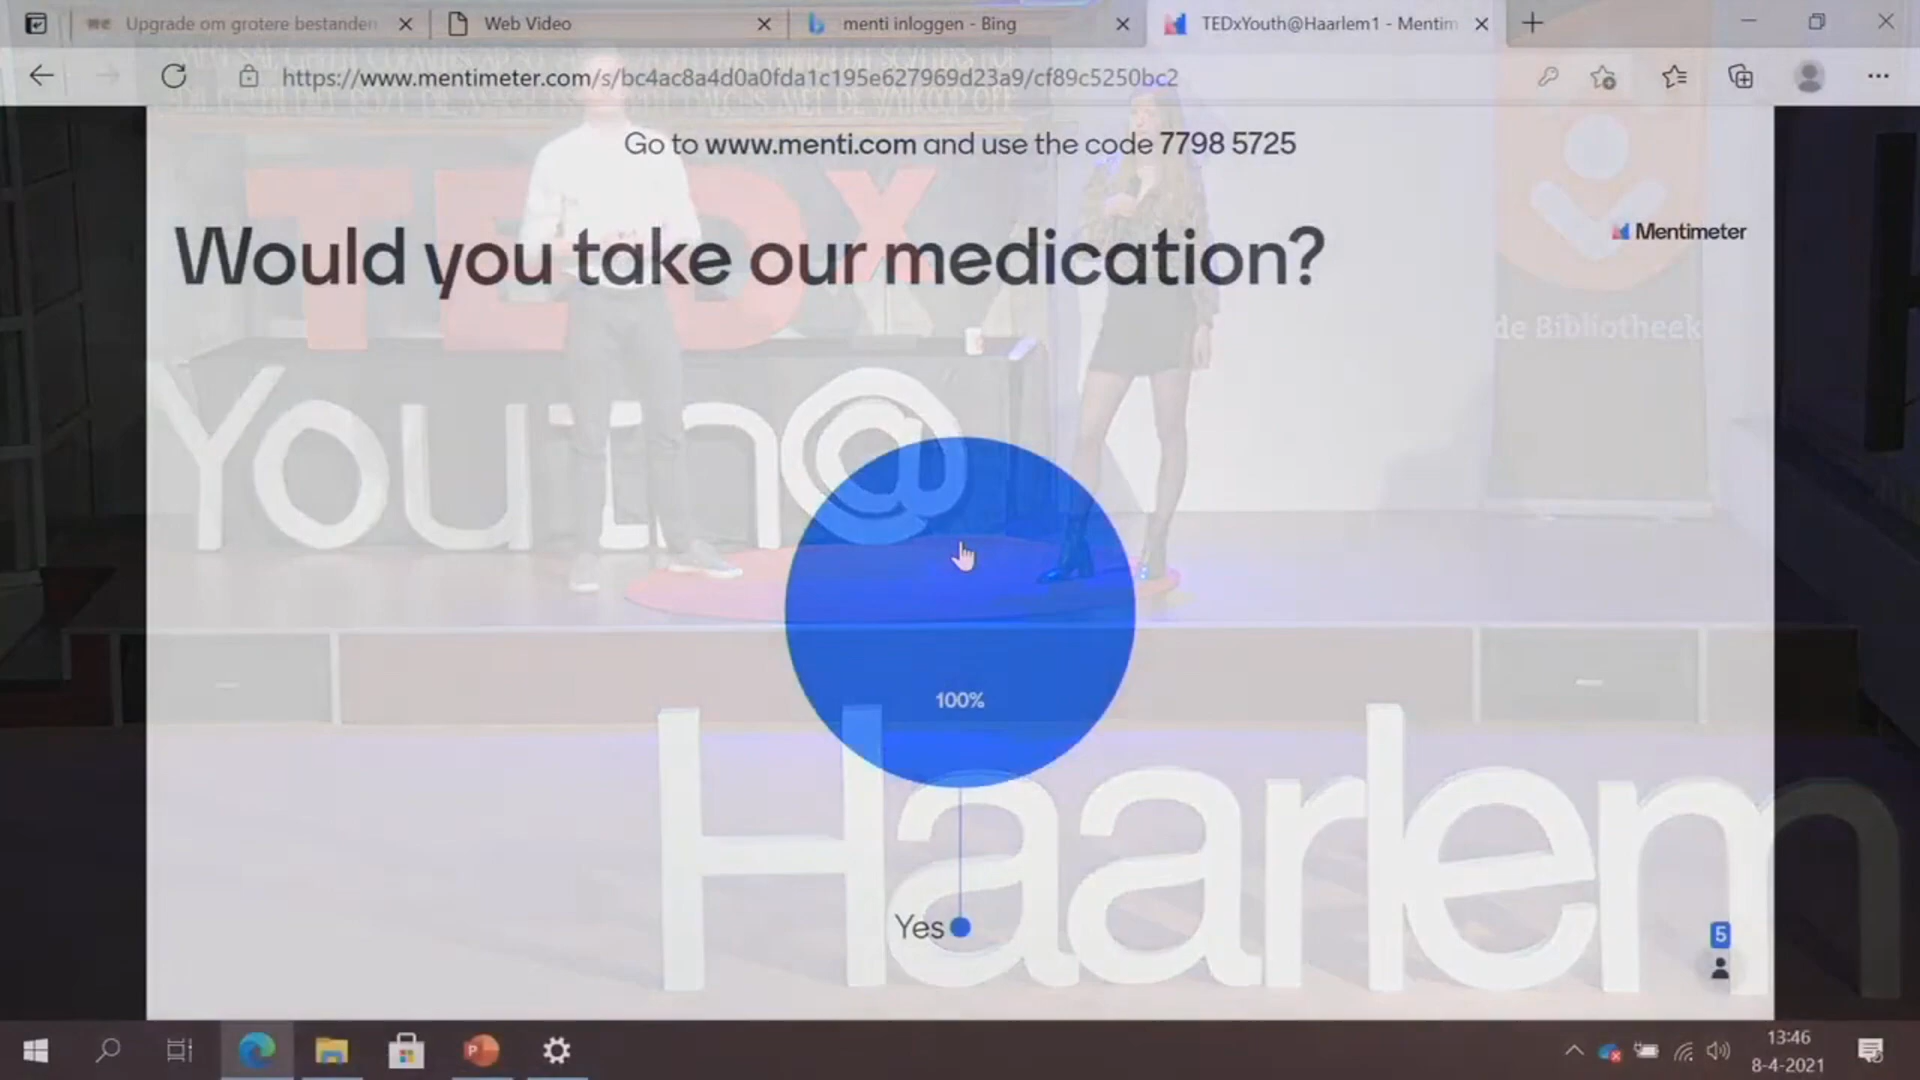 we Upgrade om grotere bestanden
Web Video
menti inloggen - Bing
TEDxYouth@Haarlem1 - Mentim
https://www.mentimeter.com/s/bc4ac8a4d0a0fda1c195e627969d23a9/cf89c5250bc2
Go to www.menti.com and use the code 7798 5725
TEDx
Would you take our medication?
Mentimeter
de Bibliotheek
Youth@
100%
Haarlem
Yes
5
13:46
8-4-2021